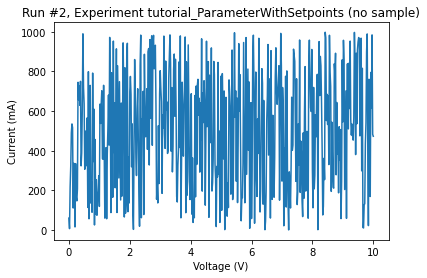 Run #2, Experiment tutorial_ParameterWithSetpoints (no sample)
1000
800
600
400
200
0
Current (mA)
0 2 4 6 8 10
Voltage (V)